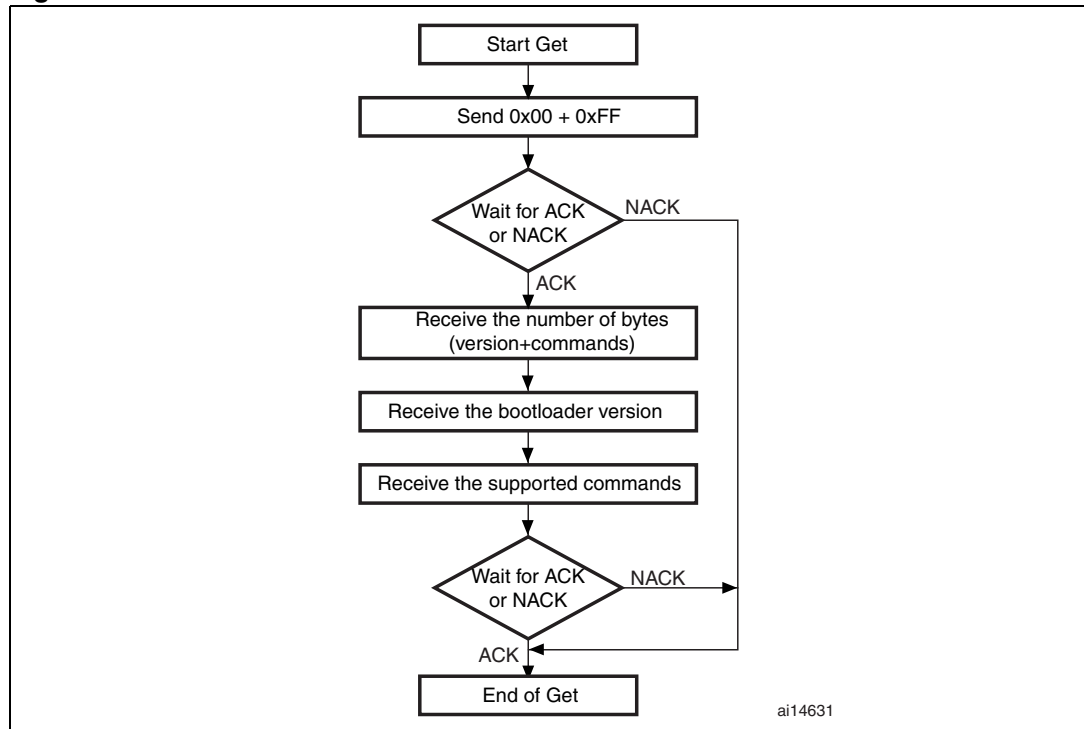 Start Get
Send 0x00 + 0xFF
Wait for ACK
or NACK
NACK
ACK
Receive the number of bytes
(version+commands)
Receive the bootloader version
Receive the supported commands
Wait for ACK
or NACK
NACK
ACK
End of Get
ai14631